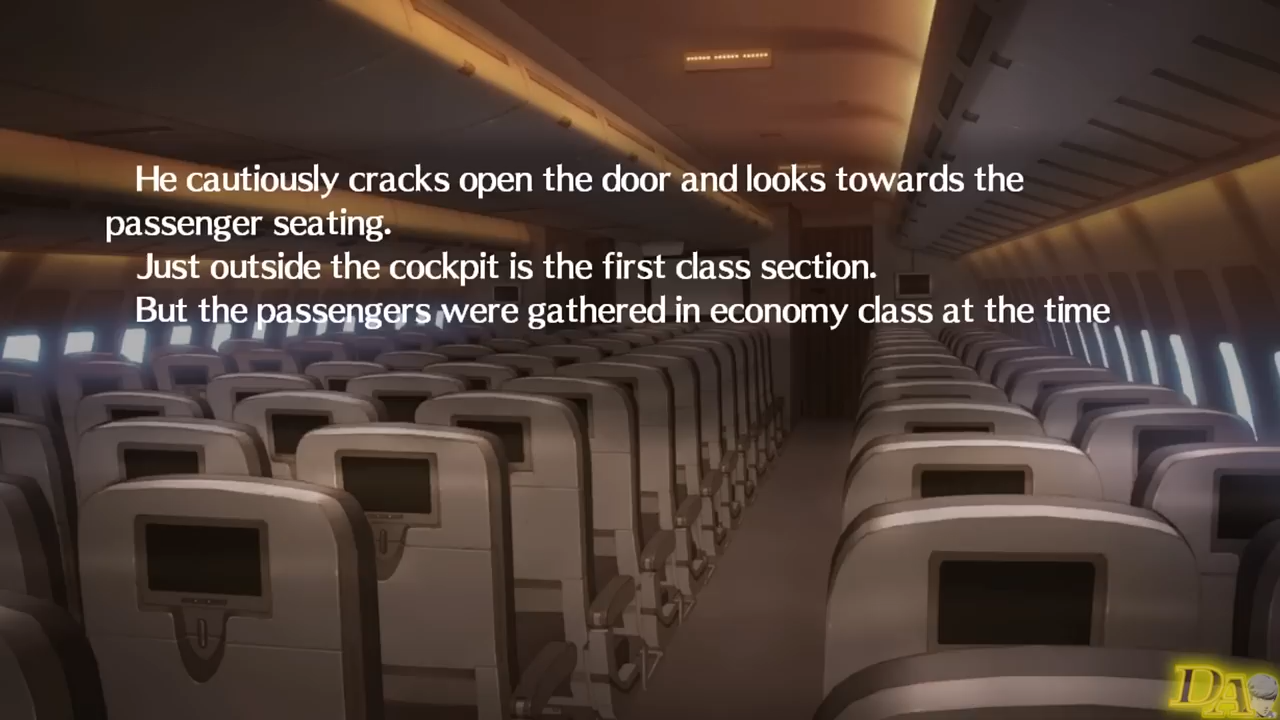 He cautiously cracks open the door and looks towards the
passenger seating.
Just outside the cockpit is the first class section.
But the passengers were gathered in economy class at the time
DA